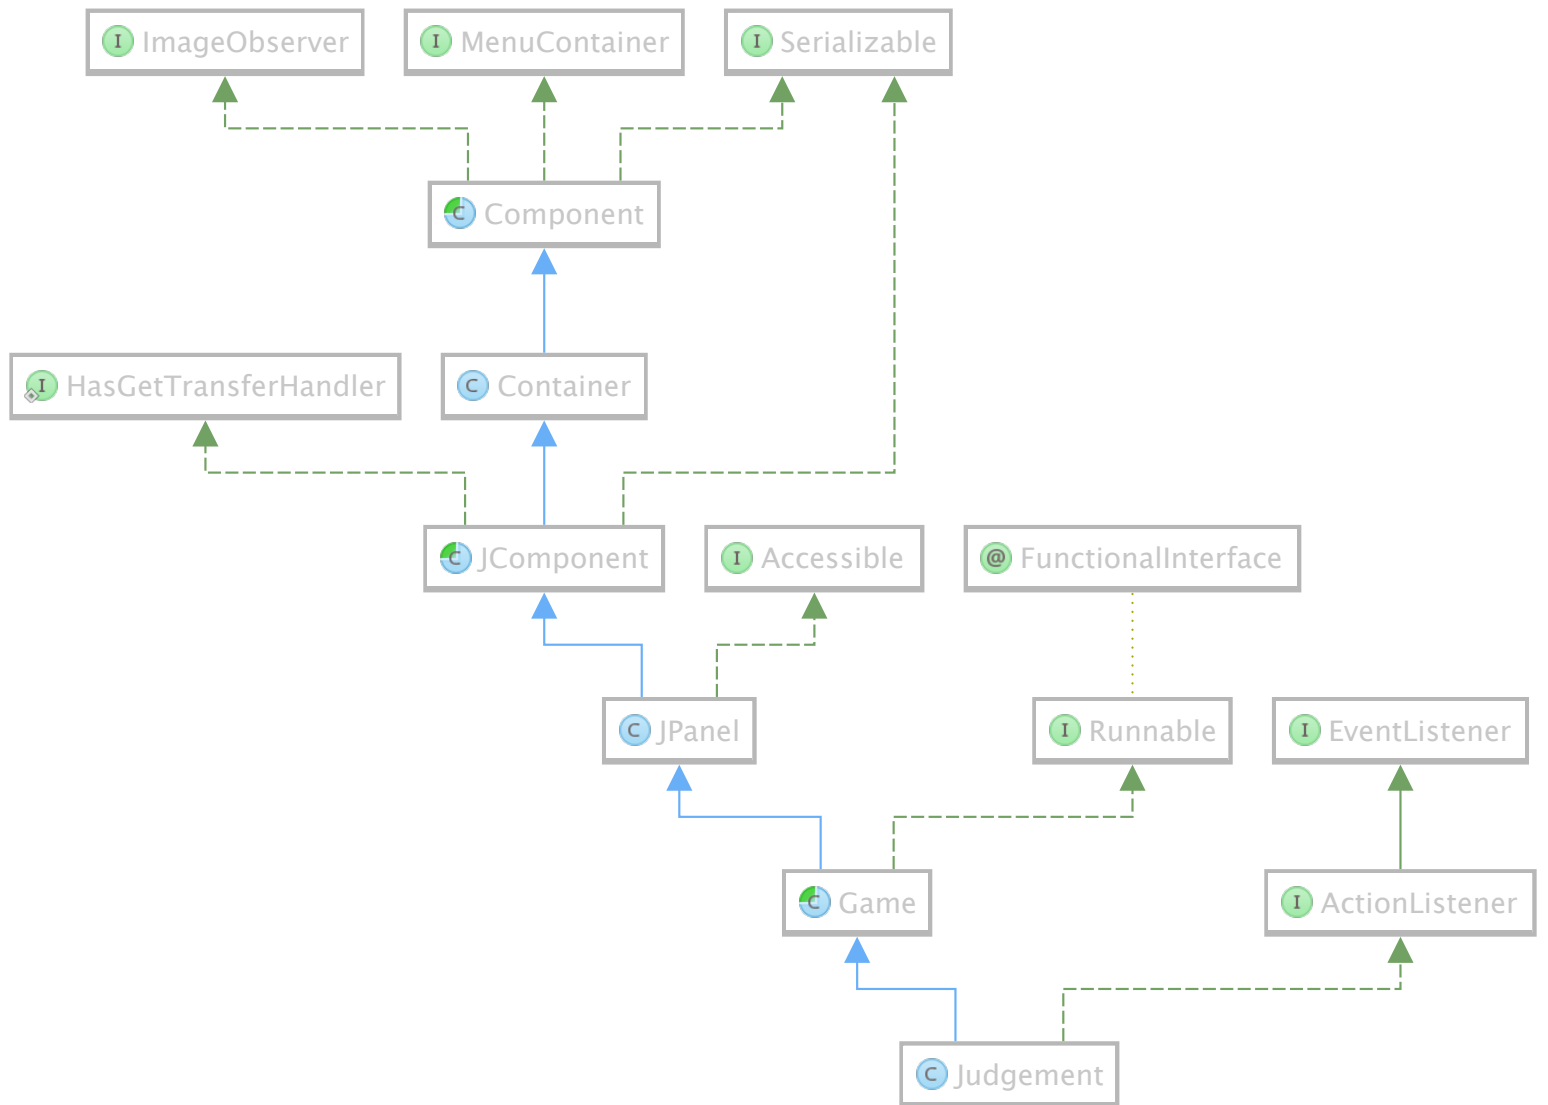 I ImageObserver
I MenuContainer
I Serializable
C Component
I HasGetTransferHandler
C Container
C JComponent
I Accessible
@ FunctionalInterface
C JPanel
I Runnable
I EventListener
C Game
I ActionListener
C Judgement